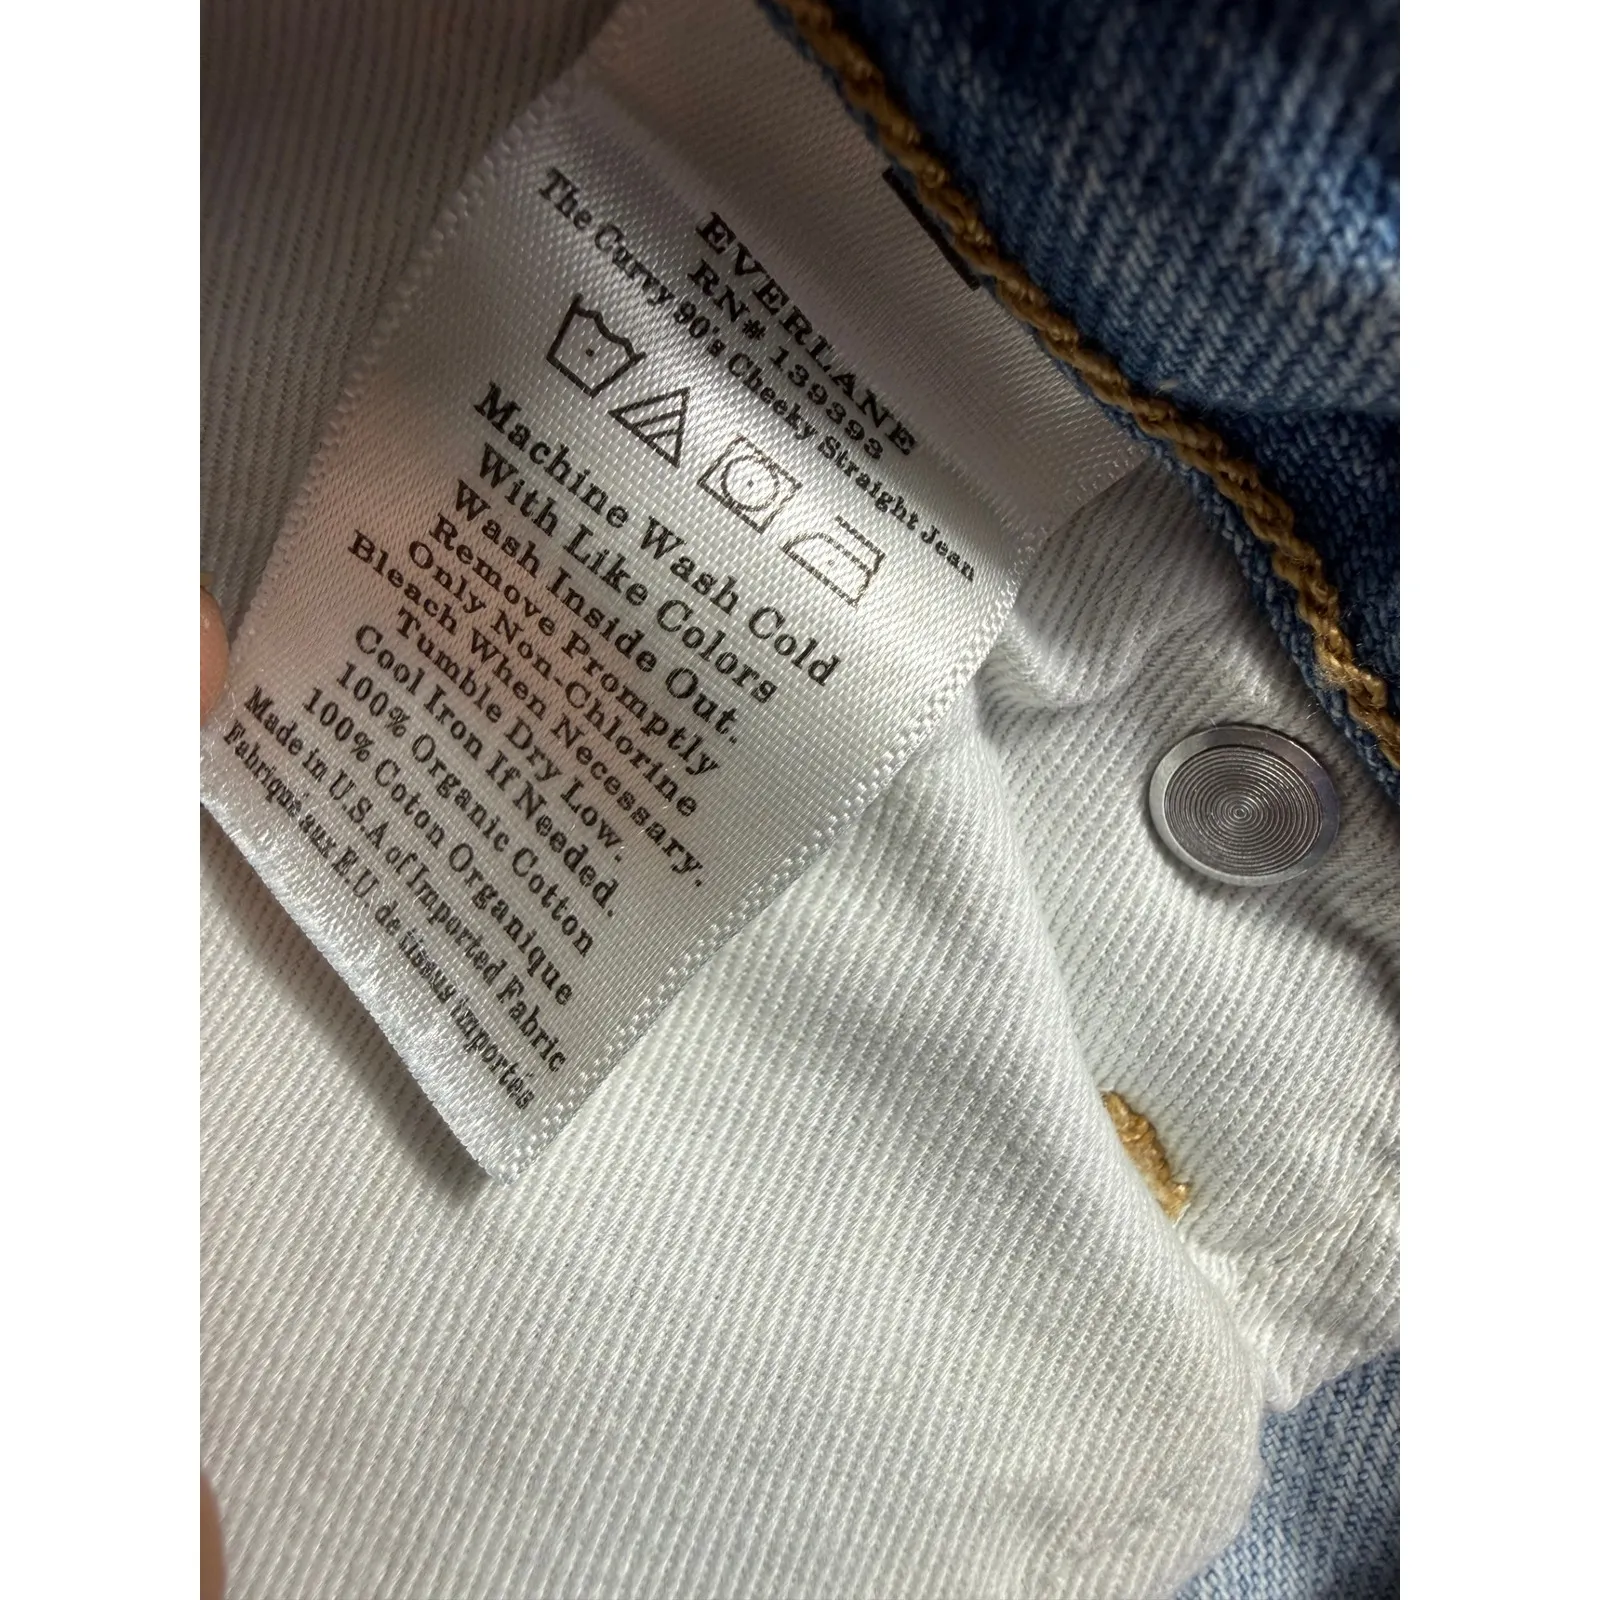 EVERLANE
RN# 139393
The Curvy 90's Cheeky Straight Jean
Machine Wash Cold
With Like Colors
Wash Inside Out.
Remove Promptly
Only Non-Chlorine
Bleach When Necessary.
Tumble Dry Low.
Cool Iron If Needed.
100% Organic Cotton
100% Coton Organique
Made in U.S.A of Imported Fabric
Fabriqué aux E.U. de tissus importés